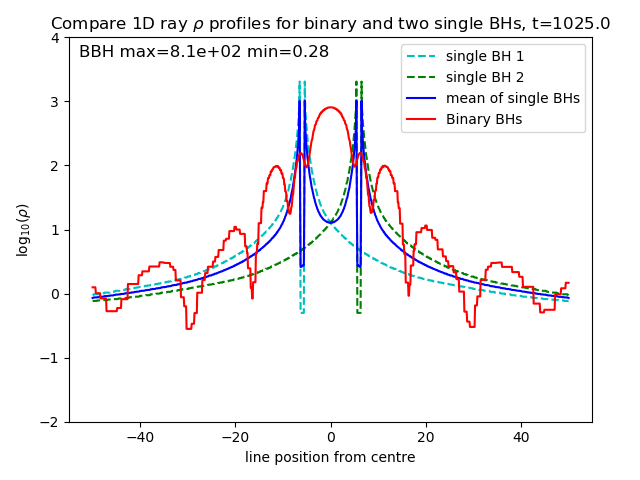 Compare 1D ray ρ profiles for binary and two single BHs, t=1025.0
BBH max=8.1e+02 min=0.28
single BH 1
single BH 2
mean of single BHs
Binary BHs
4
3
2
1
0
−1
−2
log₁₀(ρ)
−40 −20 0 20 40
line position from centre